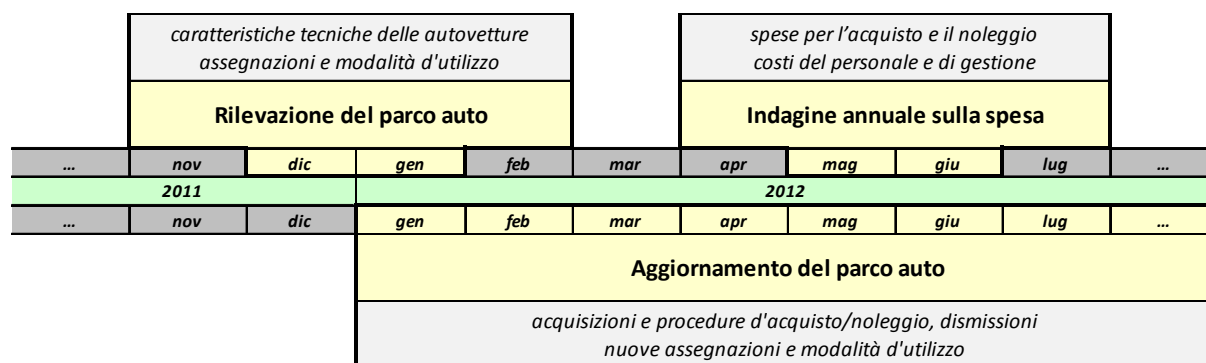 caratteristiche tecniche delle autovetture
assegnazioni e modalità d'utilizzo
spese per l’acquisto e il noleggio
costi del personale e di gestione
Rilevazione del parco auto
Indagine annuale sulla spesa
... nov dic gen feb mar apr mag giu lug ...
2011 2012
... nov dic gen feb mar apr mag giu lug ...
Aggiornamento del parco auto
acquisizioni e procedure d'acquisto/noleggio, dismissioni
nuove assegnazioni e modalità d'utilizzo